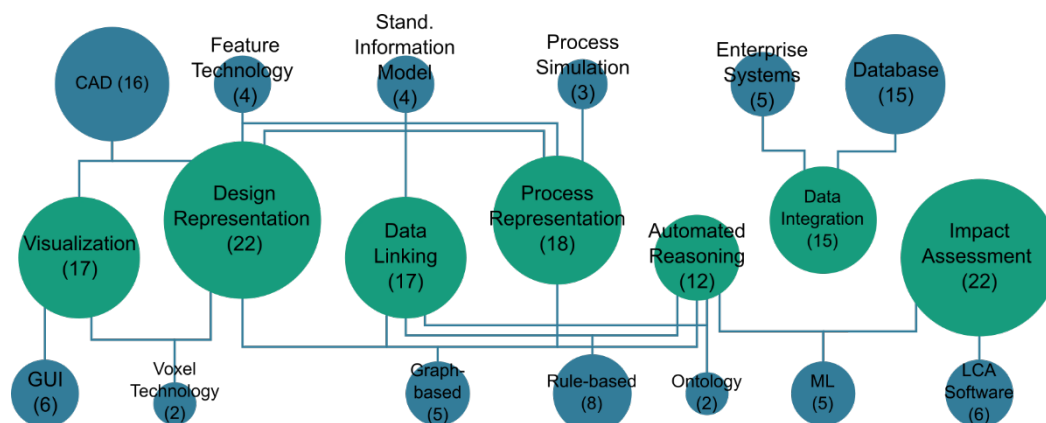 CAD (16)
Feature
Technology
(4)
Stand.
Information
Model
(4)
Process
Simulation
(3)
Enterprise
Systems
(5)
Database
(15)
Visualization
(17)
Design
Representation
(22)
Data
Linking
(17)
Process
Representation
(18)
Automated
Reasoning
(12)
Data
Integration
(15)
Impact
Assessment
(22)
GUI
(6)
Voxel
Technology
(2)
Graph-
based
(5)
Rule-based
(8)
Ontology
(2)
ML
(5)
LCA
Software
(6)